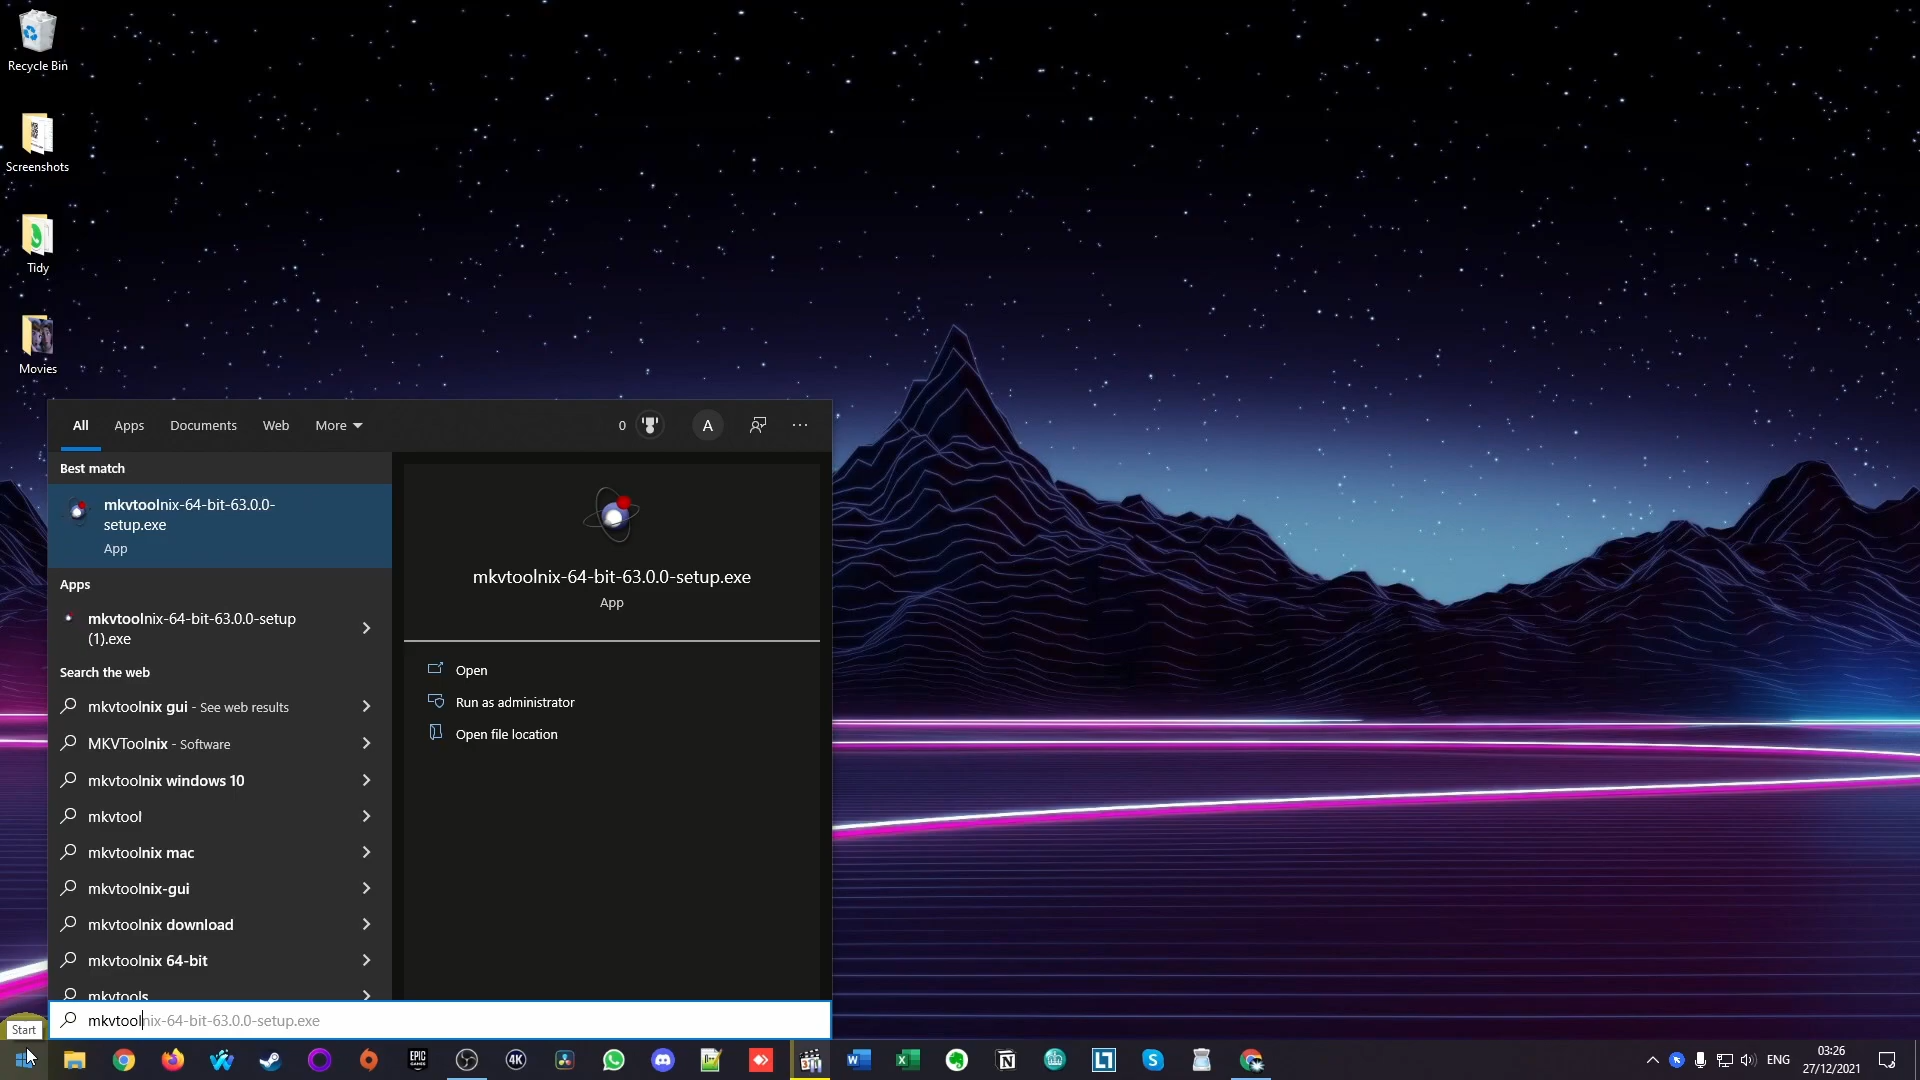 Recycle Bin
Screenshots
Tidy
Movies
All Apps Documents Web More 0 A
Best match
mkvtoolnix-64-bit-63.0.0-
setup.exe
App
Apps
mkvtoolnix-64-bit-63.0.0-setup
(1).exe
Search the web
mkvtoolnix gui - See web results
MKVToolnix - Software
mkvtoolnix windows 10
mkvtool
mkvtoolnix mac
mkvtoolnix-gui
mkvtoolnix download
mkvtoolnix 64-bit
mkvtools
mkvtoolnix-64-bit-63.0.0-setup.exe
App
Open
Run as administrator
Open file location
mkvtoolnix-64-bit-63.0.0-setup.exe
Start
EPIC
GAMES
4K
W
X
N
LT
S
ENG
03:26
27/12/2021